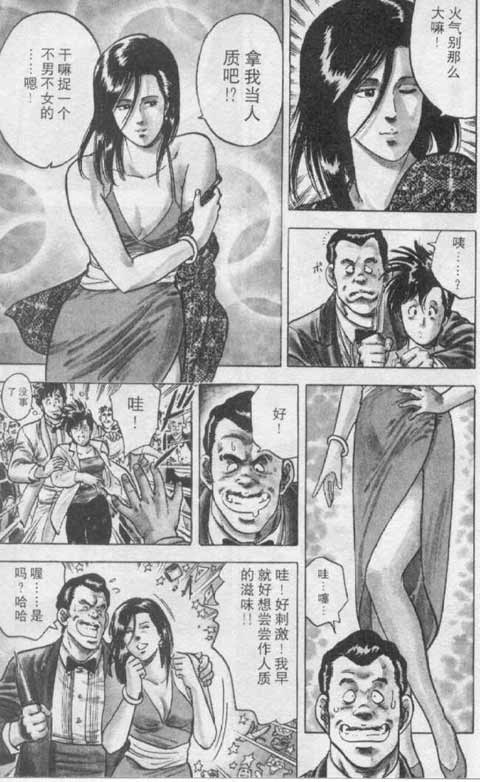 火气别那么
大嘛！
拿我当人
质吧!?
干嘛捉一个
不男不女的
……嗯！
咦……？
哇…噻…
好！
哇！
没事
了
哇！好刺激！我早
就好想尝尝作人质
的滋味!!
喔……是
吗？哈哈